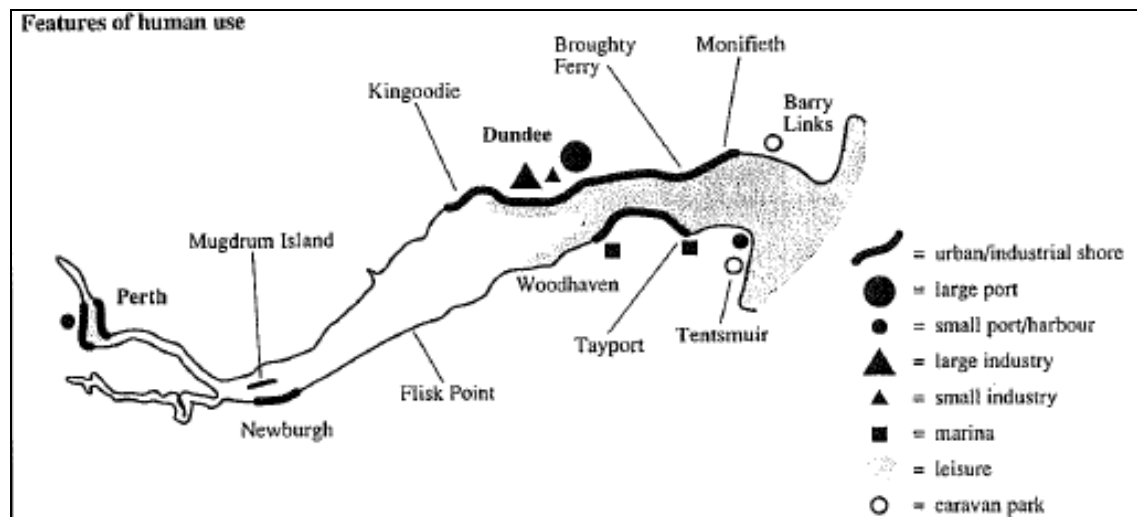 Features of human use
Broughty
Ferry
Monifieth
Kingoodie
Barry
Links
Dundee
Mugdrum Island
Perth
Woodhaven
Tayport
Tentsmuir
Flisk Point
Newburgh
= urban/industrial shore
= large port
= small port/harbour
= large industry
= small industry
= marina
= leisure
= caravan park